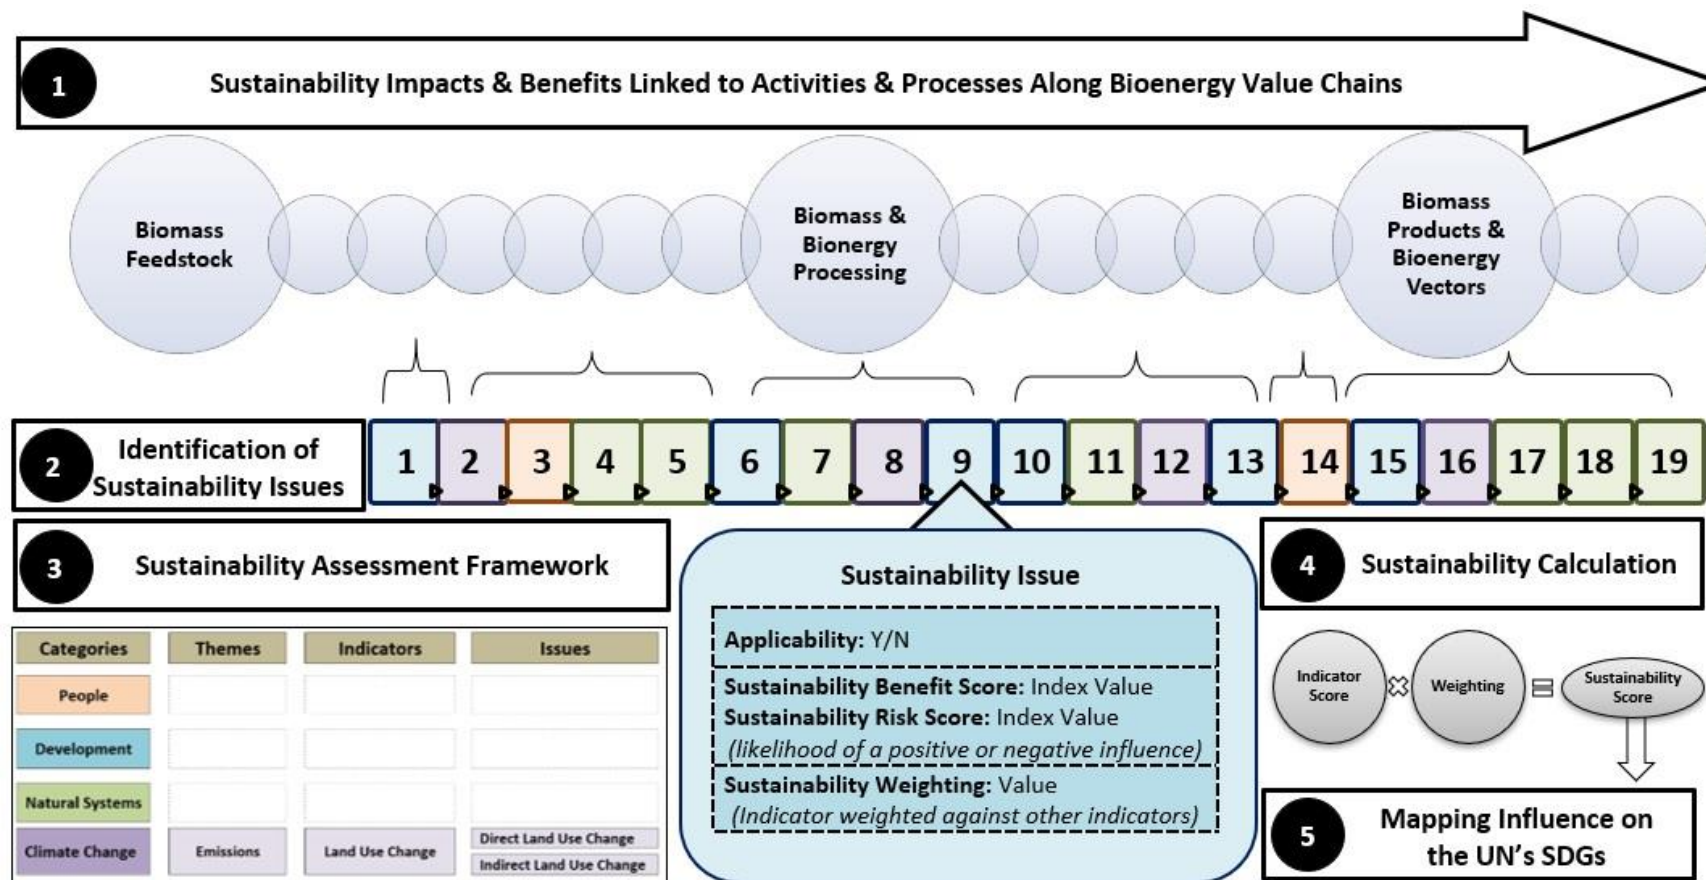 1
Sustainability Impacts & Benefits Linked to Activities & Processes Along Bioenergy Value Chains
Biomass
Feedstock
Biomass &
Bionergy
Processing
Biomass
Products &
Bioenergy
Vectors
2
Identification of
Sustainability Issues
1 2 3 4 5 6 7 8 9 10 11 12 13 14 15 16 17 18 19
3
Sustainability Assessment Framework
Categories Themes Indicators Issues
People
Development
Natural Systems
Climate Change Emissions Land Use Change
Direct Land Use Change
Indirect Land Use Change
Sustainability Issue
Applicability: Y/N
Sustainability Benefit Score: Index Value
Sustainability Risk Score: Index Value
(likelihood of a positive or negative influence)
Sustainability Weighting: Value
(Indicator weighted against other indicators)
4
Sustainability Calculation
Indicator
Score
Weighting
=
Sustainability
Score
5
Mapping Influence on
the UN's SDGs